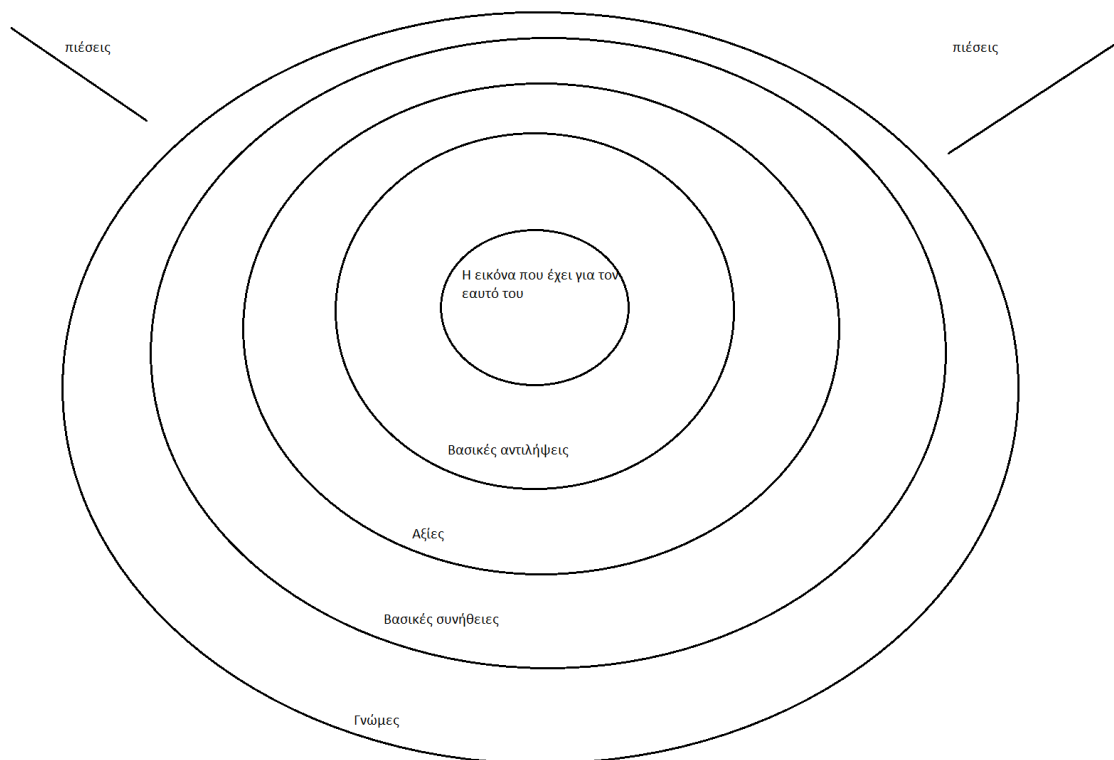 πιέσεις
πιέσεις
Η εικόνα που έχει για τον
εαυτό του
Βασικές αντιλήψεις
Αξίες
Βασικές συνήθειες
Γνώμες